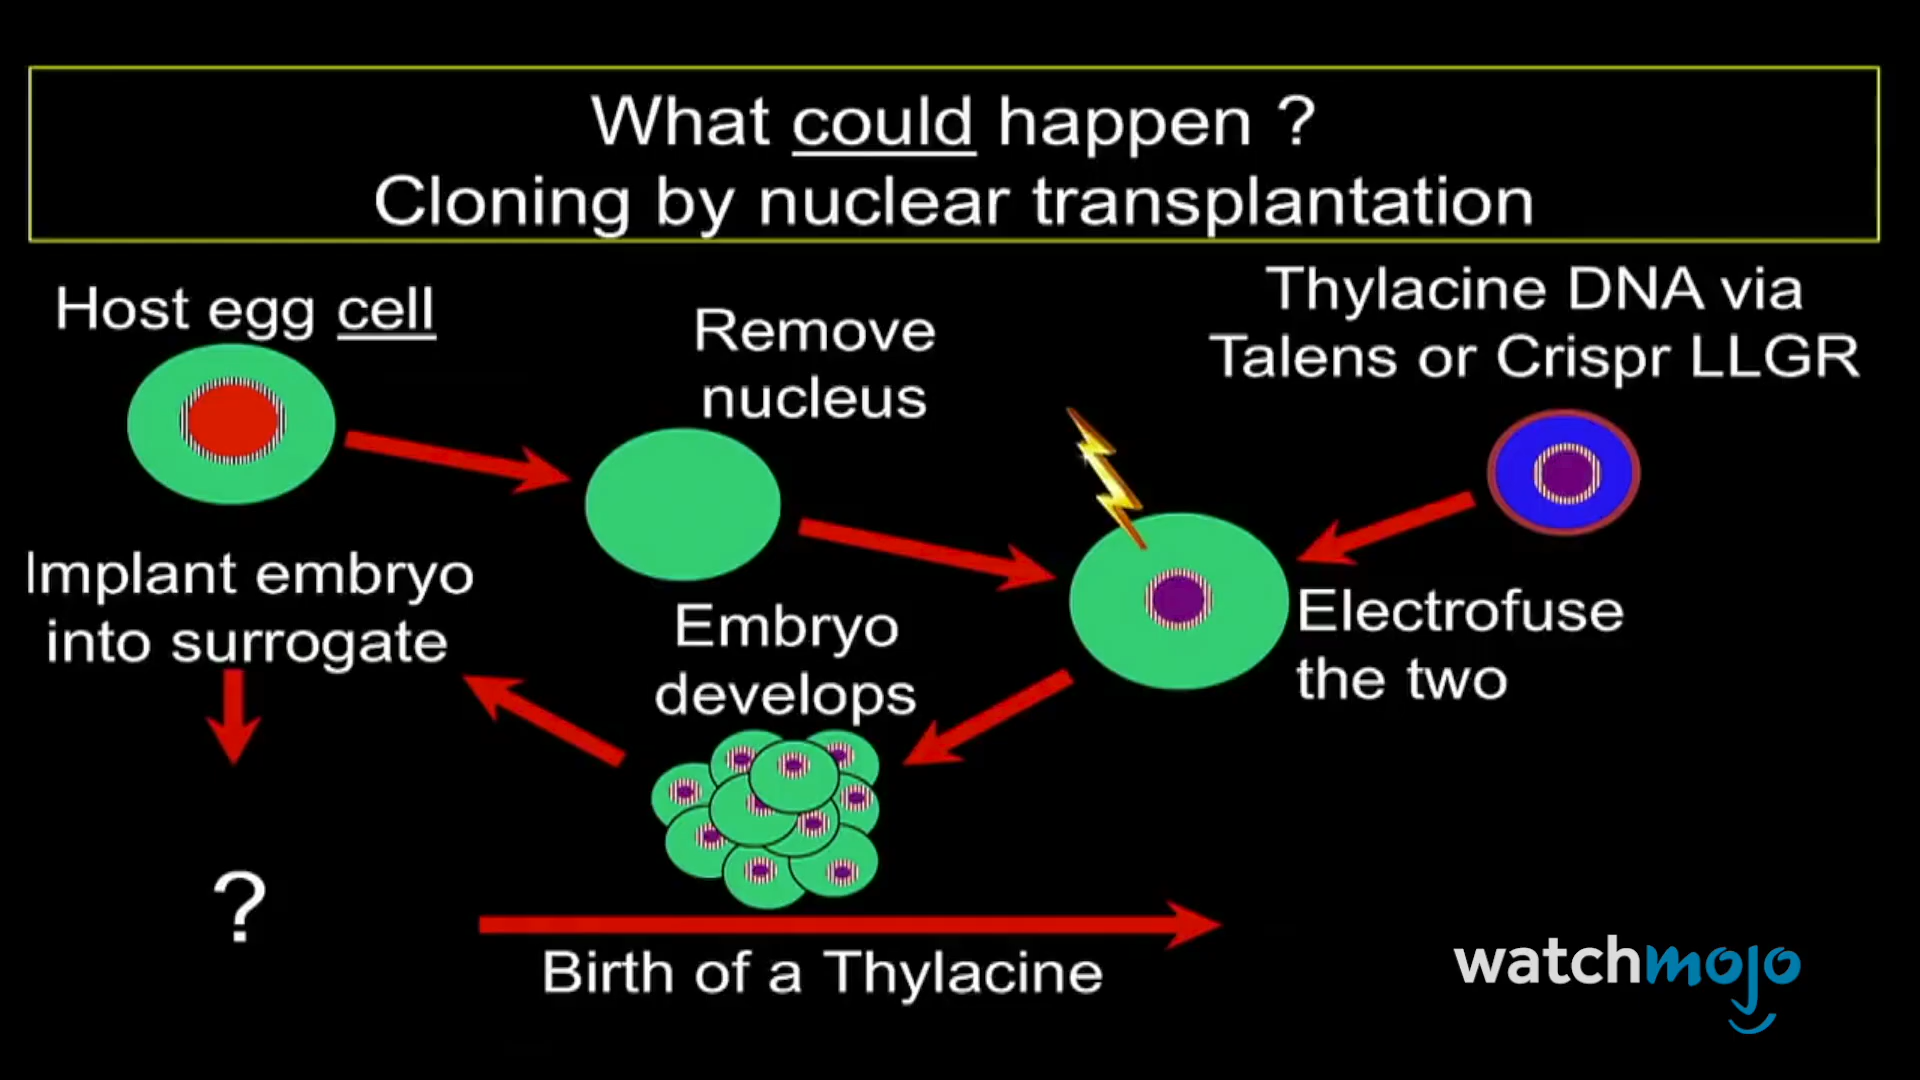 What could happen ?
Cloning by nuclear transplantation
Host egg cell
Remove
nucleus
Thylacine DNA via
Talens or Crispr LLGR
Electrofuse
the two
Embryo
develops
Implant embryo
into surrogate
?
Birth of a Thylacine
watchmojo